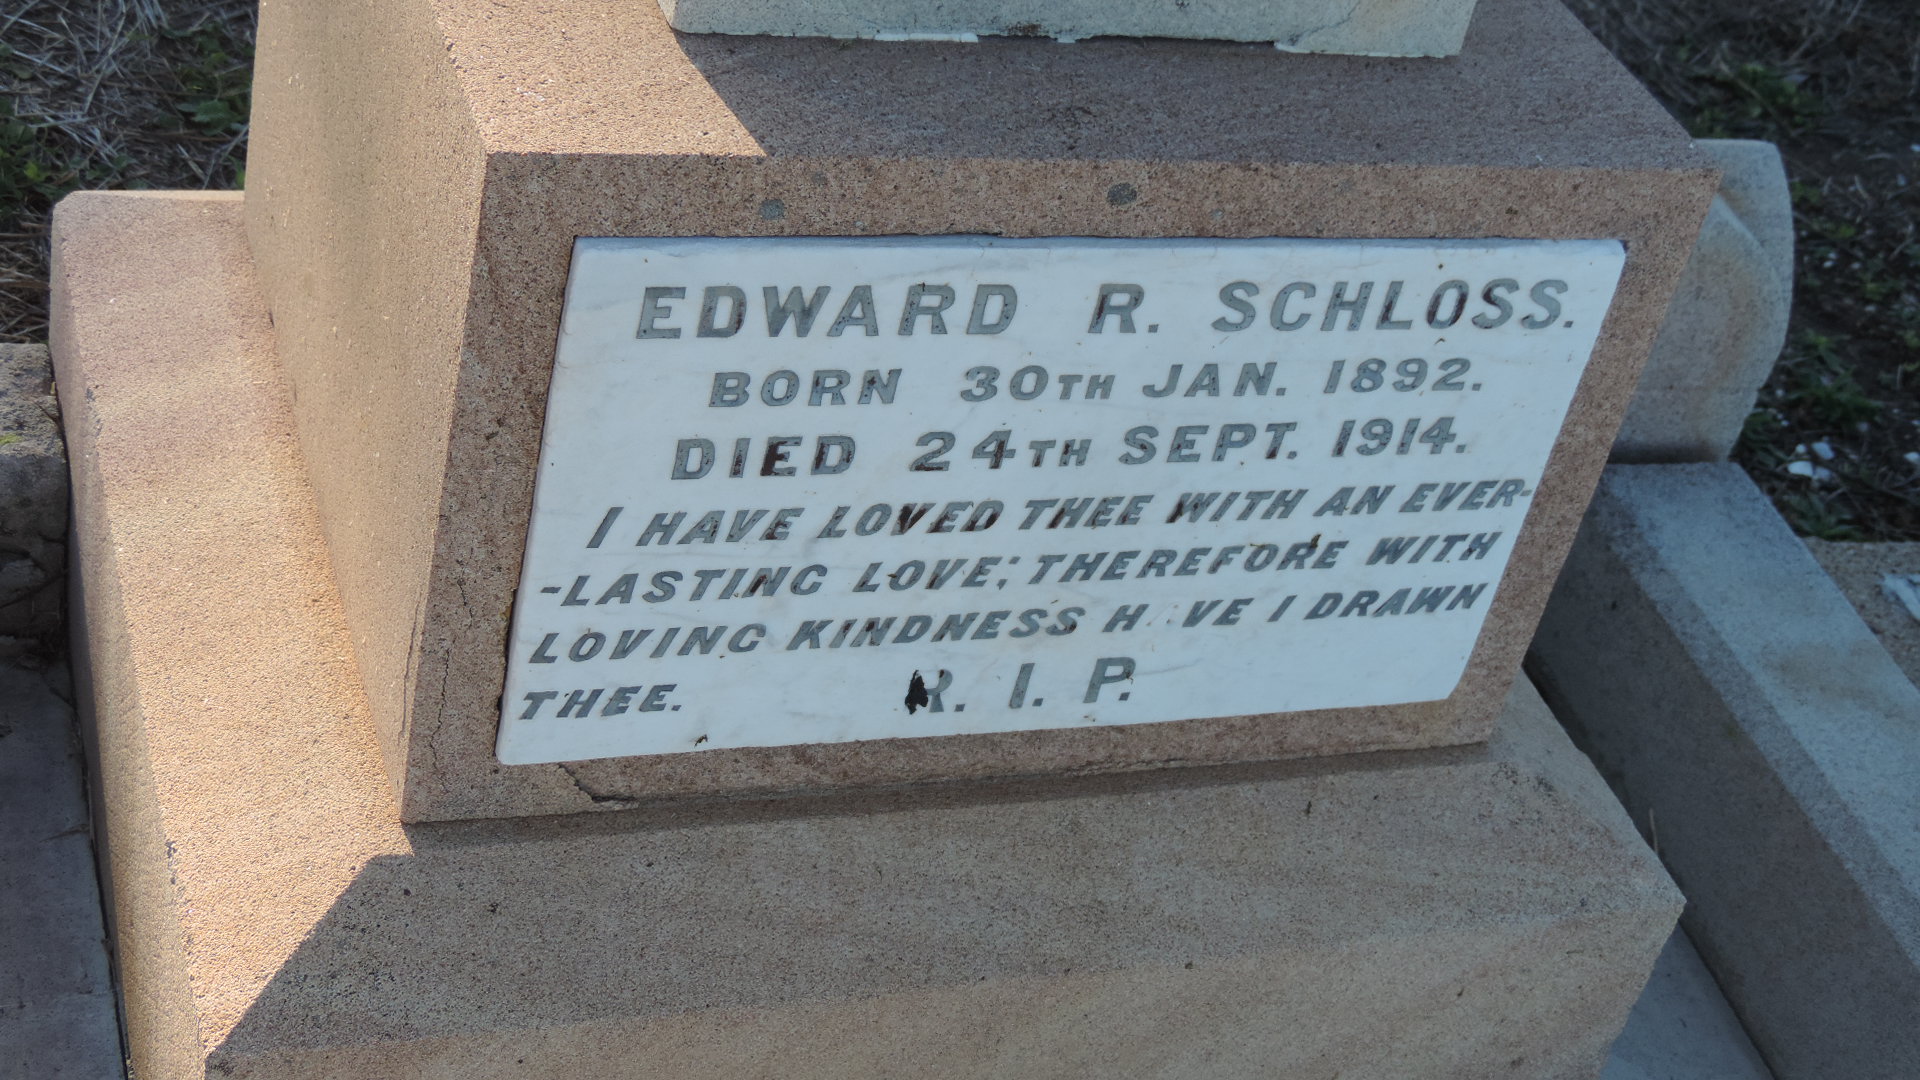 EDWARD R. SCHLOSS.
BORN 30TH JAN. 1892.
DIED 24TH SEPT. 1914.
I HAVE LOVED THEE WITH AN EVER-
-LASTING LOVE; THEREFORE WITH
LOVING KINDNESS H VE I DRAWN
THEE. R. I. P.